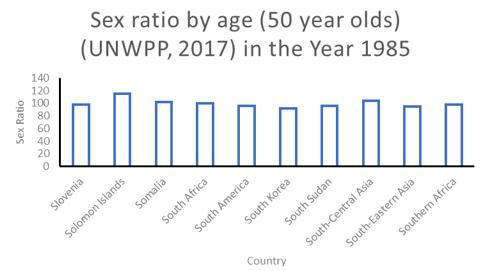 Sex ratio by age (50 year olds)
(UNWPP, 2017) in the Year 1985
140
120
100
80
60
40
20
0
Sex Ratio
Slovenia
Solomon Islands
Somalia
South Africa
South America
South Korea
South Sudan
South-Central Asia
South-Eastern Asia
Southern Africa
Country